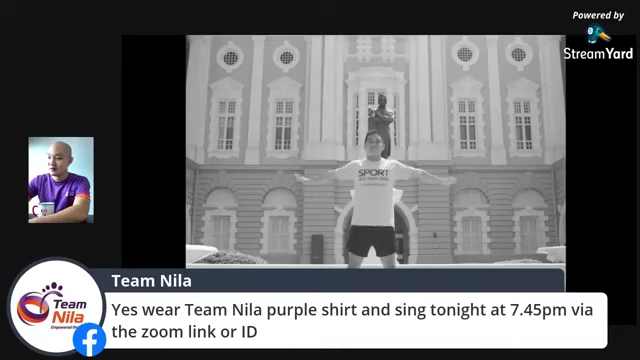 Powered by
StreamYard
SPORT
Team Nila
Yes wear Team Nila purple shirt and sing tonight at 7.45pm via
the zoom link or ID
Team
Nila